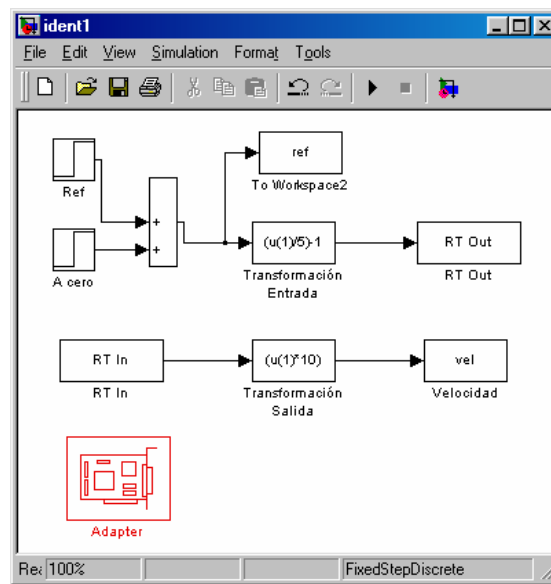 ident1
File Edit View Simulation Format Tools
Ref
ref
To Workspace2
+
+
A cero
(u(1)/5)-1
Transformación
Entrada
RT Out
RT Out
RT In
RT In
(u(1)*10)
Transformación
Salida
vel
Velocidad
Adapter
100% FixedStepDiscrete